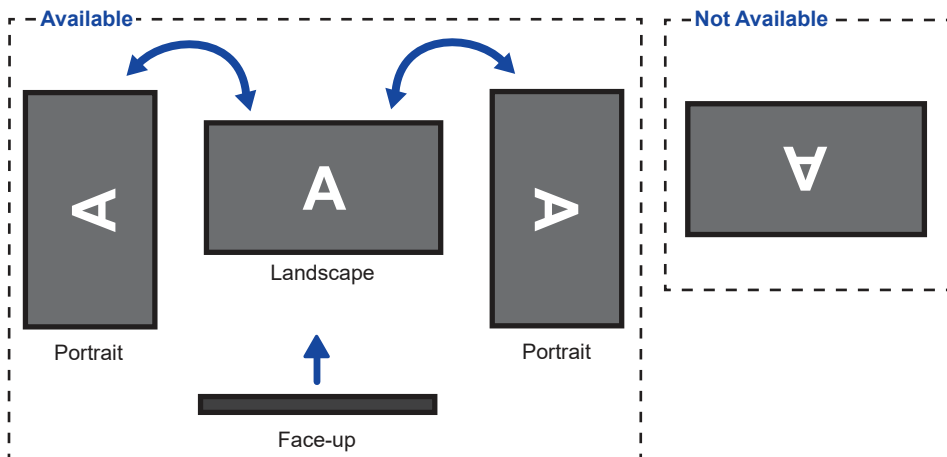 Available
Not Available
A
A
A
A
Landscape
Portrait
Portrait
Face-up